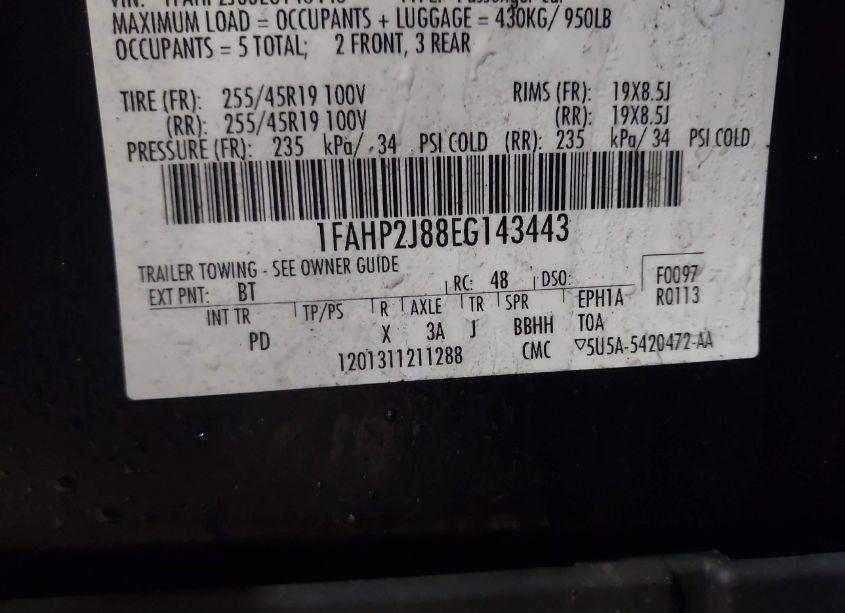 MAXIMUM LOAD = OCCUPANTS + LUGGAGE = 430KG/ 950LB
OCCUPANTS = 5 TOTAL; 2 FRONT, 3 REAR
TIRE (FR): 255/45R19 100V RIMS (FR): 19X8.5J
(RR): 255/45R19 100V (RR): 19X8.5J
PRESSURE (FR): 235 kPa/ 34 PSI COLD (RR): 235 kPa/ 34 PSI COLD
1FAHP2J88EG143443
TRAILER TOWING - SEE OWNER GUIDE
EXT PNT: BT RC: 48 DSO: F0097
INT TR TP/PS R AXLE TR SPR EPH1A R0113
PD X 3A J BBHH T0A
1201311211288 CMC ▽5U5A-5420472-AA